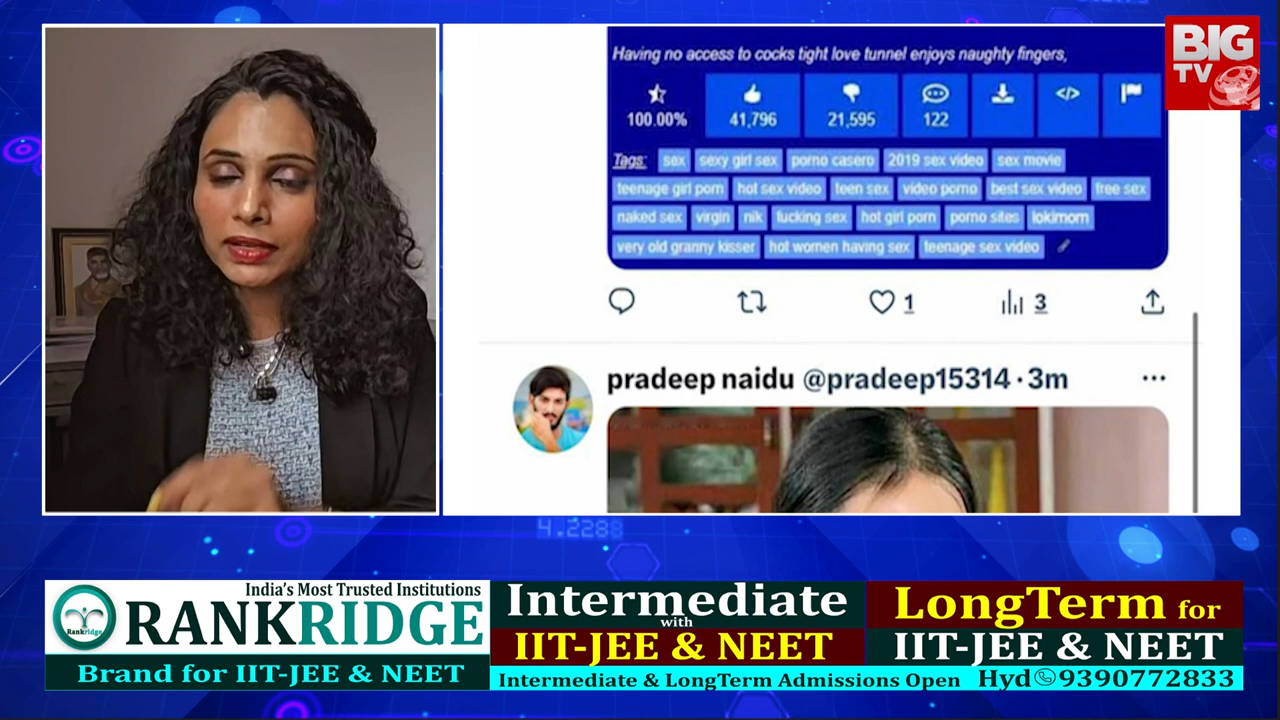 BIG
TV
Having no access to cocks tight love tunnel enjoys naughty fingers,
100.00% 41,796 21,595 122 </>
Tags: sex sexy girl sex porno casero 2019 sex video sex movie
teenage girl porn hot sex video teen sex video porno best sex video free sex
naked sex virgin nik fucking sex hot girl porn porno sites lokimom
very old granny kisser hot women having sex teenage sex video
1 3
pradeep naidu @pradeep15314 · 3m
4.2288
India's Most Trusted Institutions
Rankridge
RANKRIDGE
Brand for IIT-JEE & NEET
Intermediate
with
IIT-JEE & NEET
LongTerm for
IIT-JEE & NEET
Intermediate & LongTerm Admissions Open Hyd 9390772833